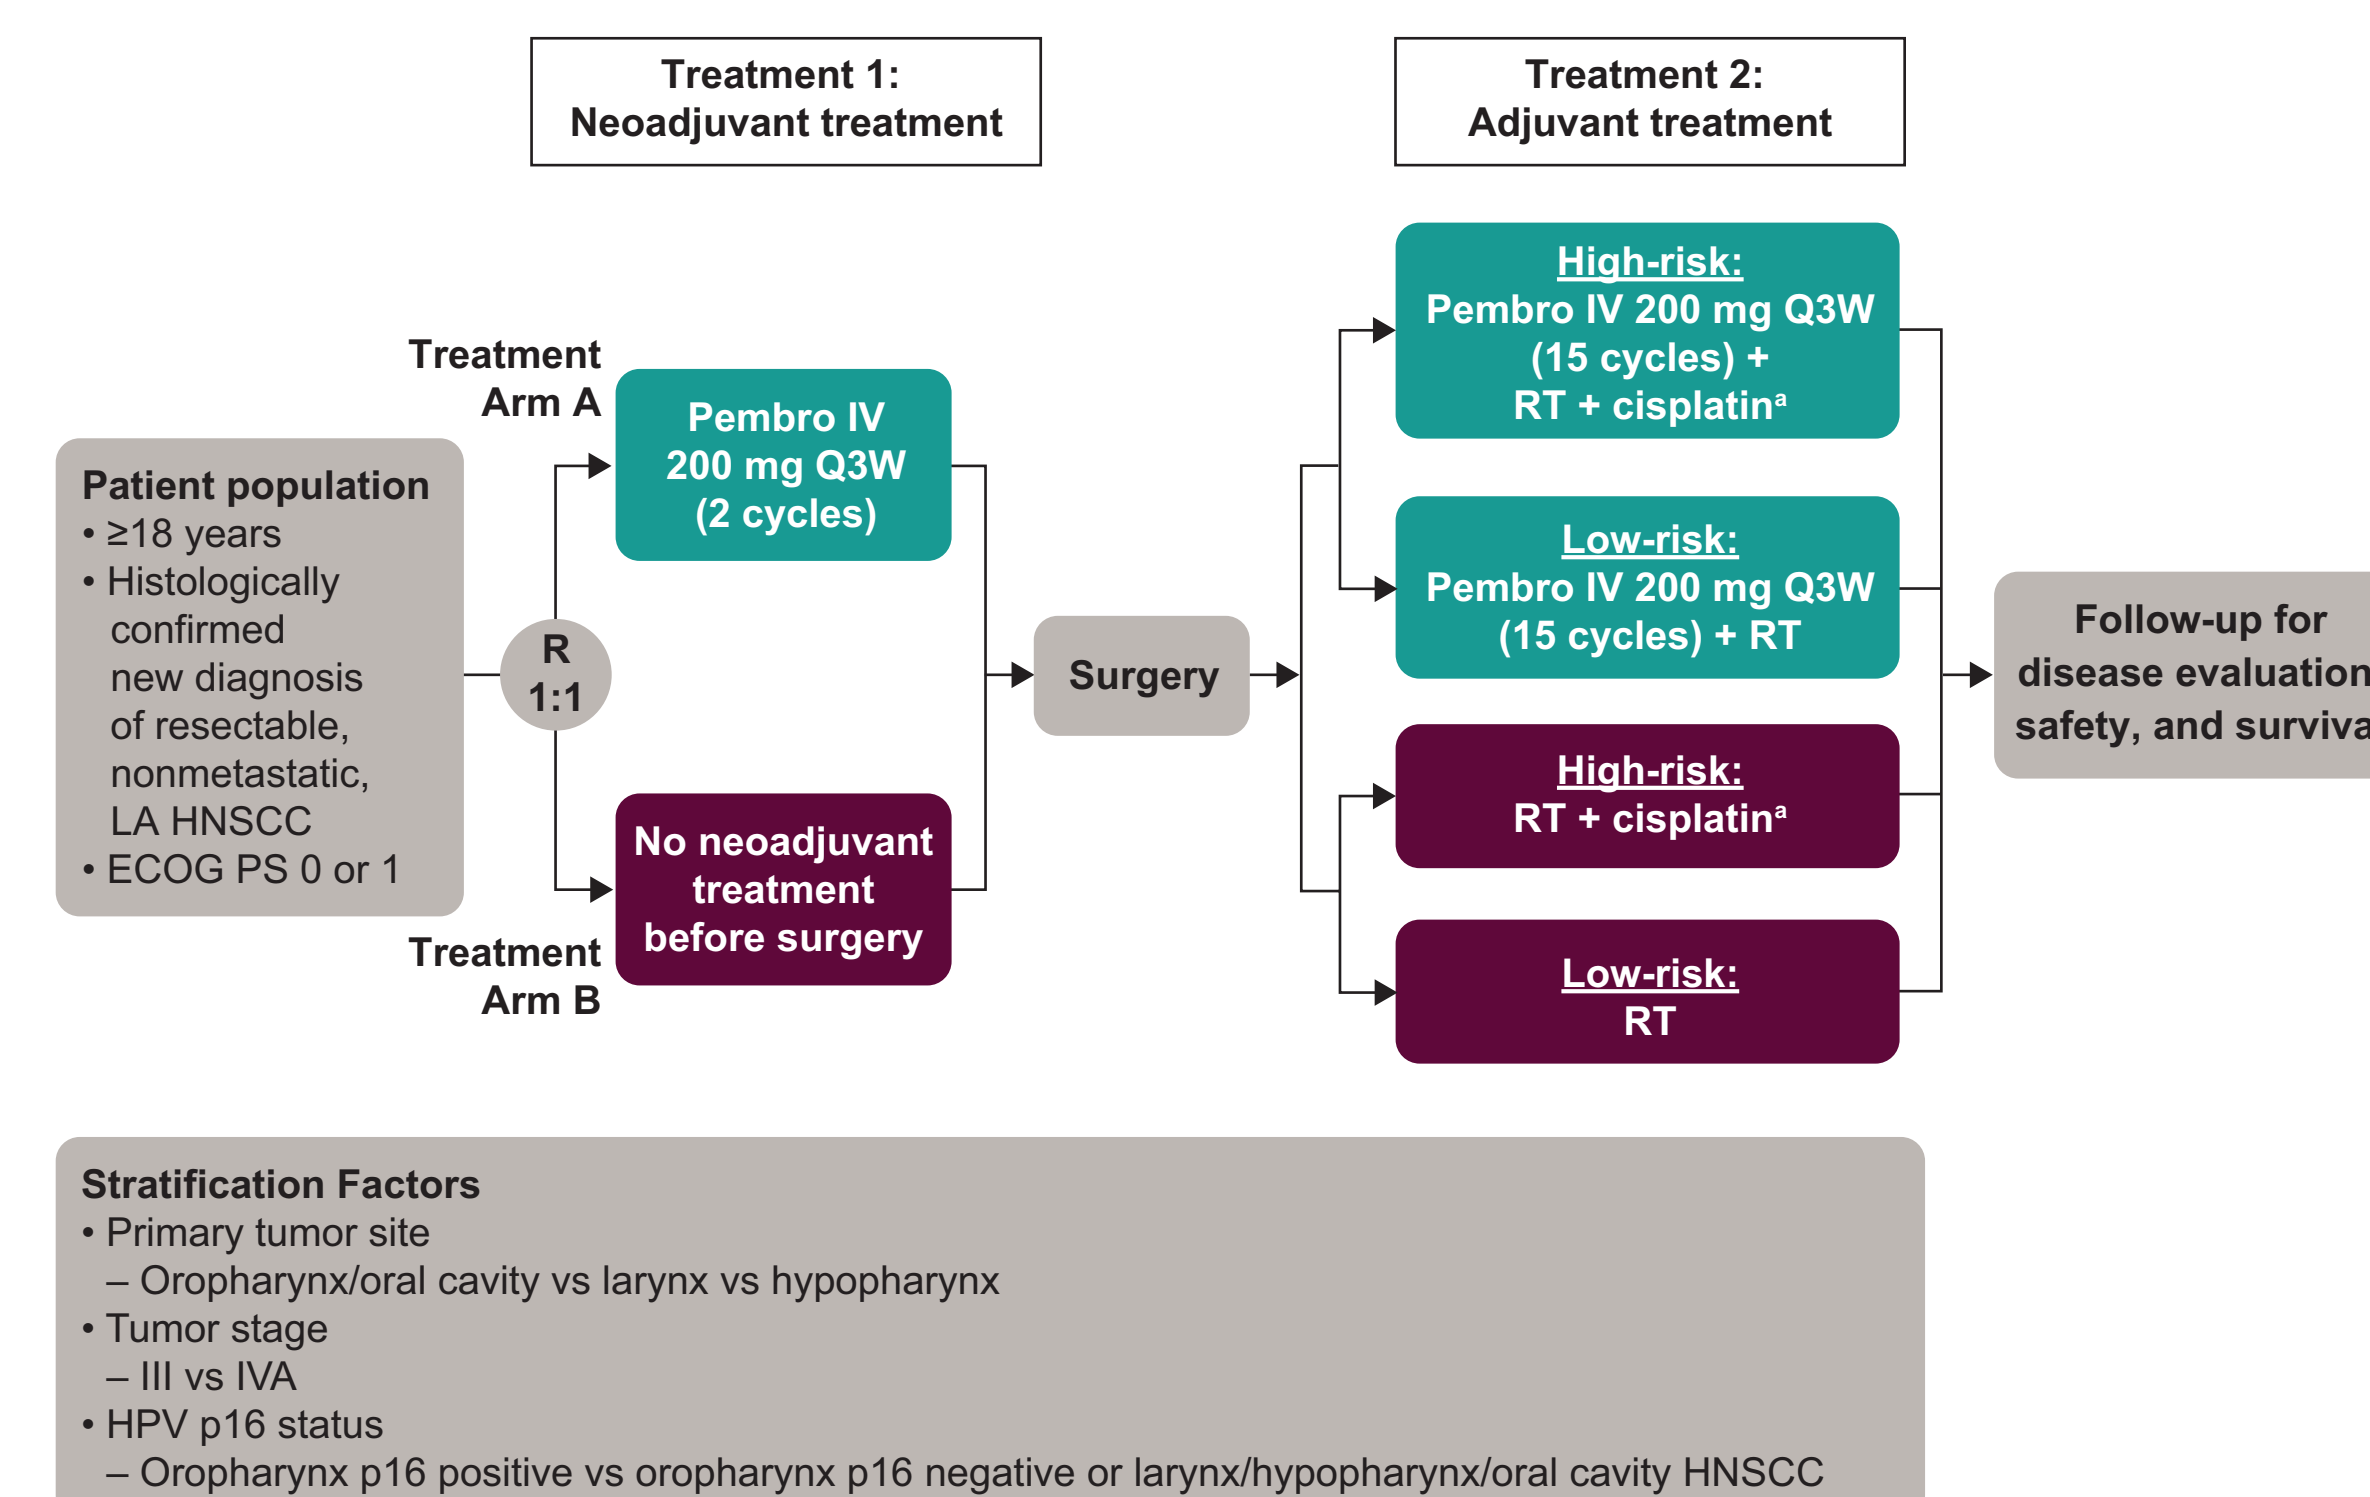 Treatment 1:
Neoadjuvant treatment
Treatment 2:
Adjuvant treatment
Patient population
• ≥18 years
• Histologically
confirmed
new diagnosis
of resectable,
nonmetastatic,
LA HNSCC
• ECOG PS 0 or 1
R
1:1
Treatment
Arm A
Pembro IV
200 mg Q3W
(2 cycles)
No neoadjuvant
treatment
before surgery
Treatment
Arm B
Surgery
High-risk:
Pembro IV 200 mg Q3W
(15 cycles) +
RT + cisplatinᵃ
Low-risk:
Pembro IV 200 mg Q3W
(15 cycles) + RT
High-risk:
RT + cisplatinᵃ
Low-risk:
RT
Follow-up for
disease evaluation
safety, and surviva
Stratification Factors
• Primary tumor site
– Oropharynx/oral cavity vs larynx vs hypopharynx
• Tumor stage
– III vs IVA
• HPV p16 status
– Oropharynx p16 positive vs oropharynx p16 negative or larynx/hypopharynx/oral cavity HNSCC